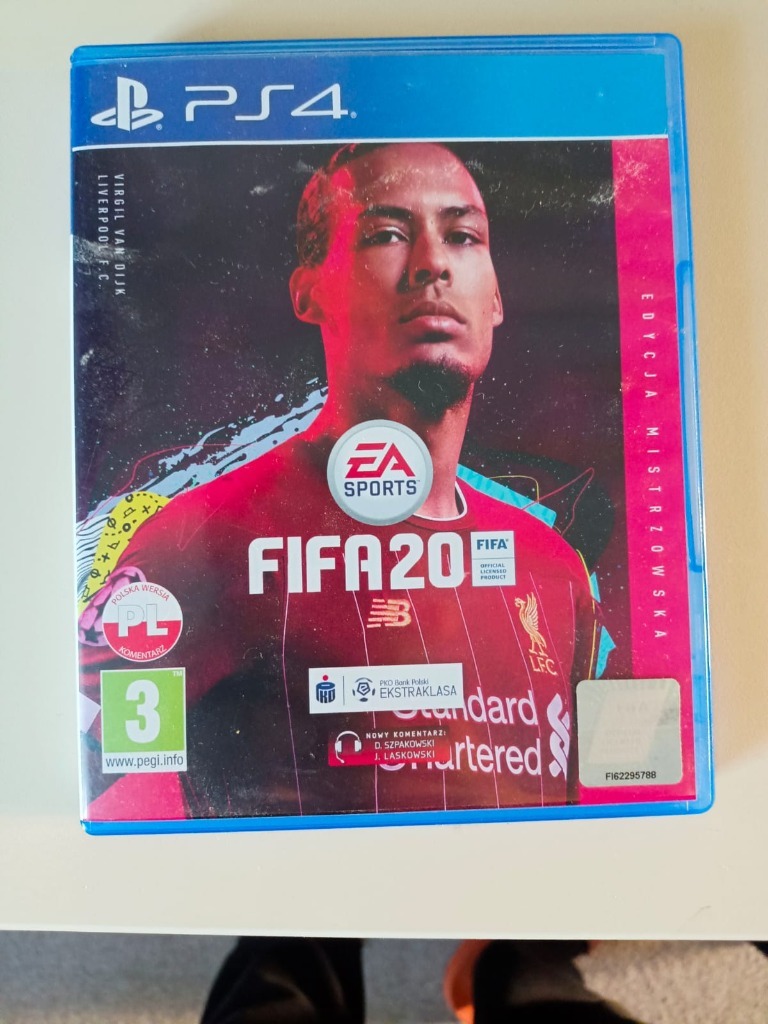 PS4
VIRGIL VAN DIJK
LIVERPOOL F.C.
EDYCJA MISTRZOWSKA
EA
SPORTS
FIFA20
FIFA
OFFICIAL
LICENSED
PRODUCT
POLSKA WERSJA
PL
KOMENTARZ
LFC
3
www.pegi.info
PKO Bank Polski
EKSTRAKLASA
Standard
Chartered
NOWY KOMENTARZ:
D. SZPAKOWSKI
J. LASKOWSKI
FI62295788